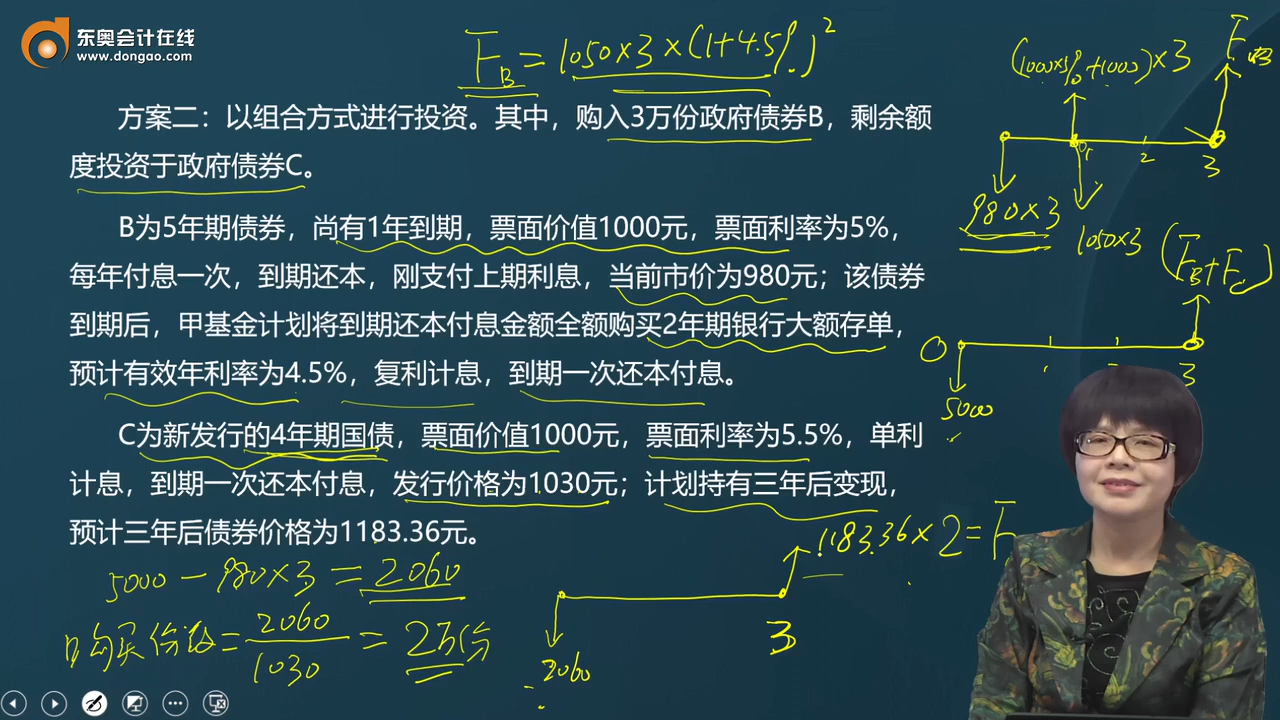 东奥会计在线
www.dongao.com
F_B = 1050×3×(1+4.5%)²
(1000×5%+1000)×3
方案二：以组合方式进行投资。其中，购入3万份政府债券B，剩余额
度投资于政府债券C。
1 2 3
980×3
1050×3
B为5年期债券，尚有1年到期，票面价值1000元，票面利率为5%，
每年付息一次，到期还本，刚支付上期利息，当前市价为980元；该债券
到期后，甲基金计划将到期还本付息金额全额购买2年期银行大额存单，
预计有效年利率为4.5%，复利计息，到期一次还本付息。
(F_B+F_C)
0 1 2 3
5000
C为新发行的4年期国债，票面价值1000元，票面利率为5.5%，单利
计息，到期一次还本付息，发行价格为1030元；计划持有三年后变现，
预计三年后债券价格为1183.36元。
1183.36×2=F
5000-980×3=2060
购买份数=2060/1030=2万份
3
2060